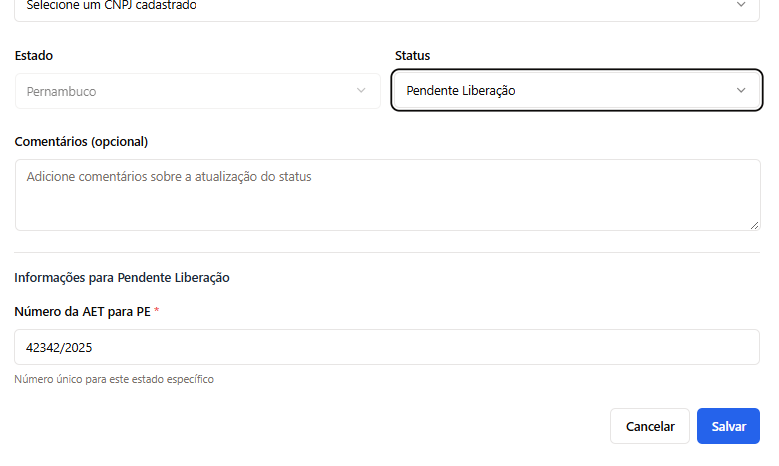 Selecione um CNPJ cadastrado
Estado
Status
Pernambuco
Pendente Liberação
Comentários (opcional)
Adicione comentários sobre a atualização do status
Informações para Pendente Liberação
Número da AET para PE *
42342/2025
Número único para este estado específico
Cancelar
Salvar